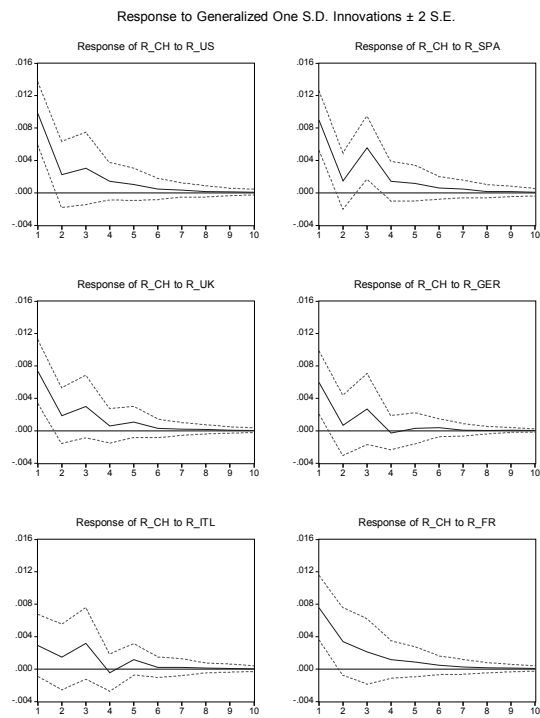 Response to Generalized One S.D. Innovations ± 2 S.E.
Response of R_CH to R_US
.016
.012
.008
.004
.000
-.004
1 2 3 4 5 6 7 8 9 10
Response of R_CH to R_SPA
.016
.012
.008
.004
.000
-.004
1 2 3 4 5 6 7 8 9 10
Response of R_CH to R_UK
.016
.012
.008
.004
.000
-.004
1 2 3 4 5 6 7 8 9 10
Response of R_CH to R_GER
.016
.012
.008
.004
.000
-.004
1 2 3 4 5 6 7 8 9 10
Response of R_CH to R_ITL
.016
.012
.008
.004
.000
-.004
1 2 3 4 5 6 7 8 9 10
Response of R_CH to R_FR
.016
.012
.008
.004
.000
-.004
1 2 3 4 5 6 7 8 9 10